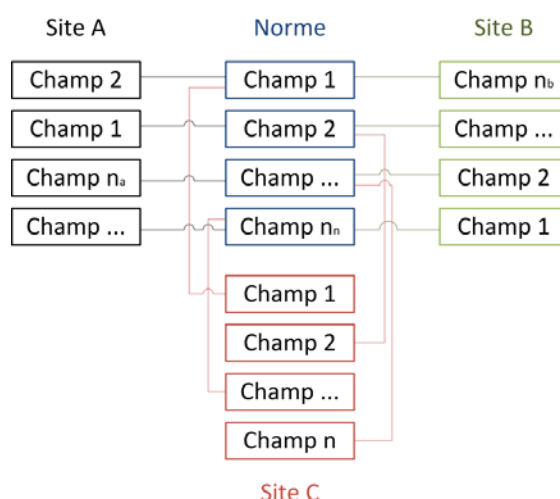 Site A Norme Site B
Champ 2 Champ 1 Champ nb
Champ 1 Champ 2 Champ ...
Champ na Champ ... Champ 2
Champ ... Champ nn Champ 1
Champ 1
Champ 2
Champ ...
Champ n
Site C